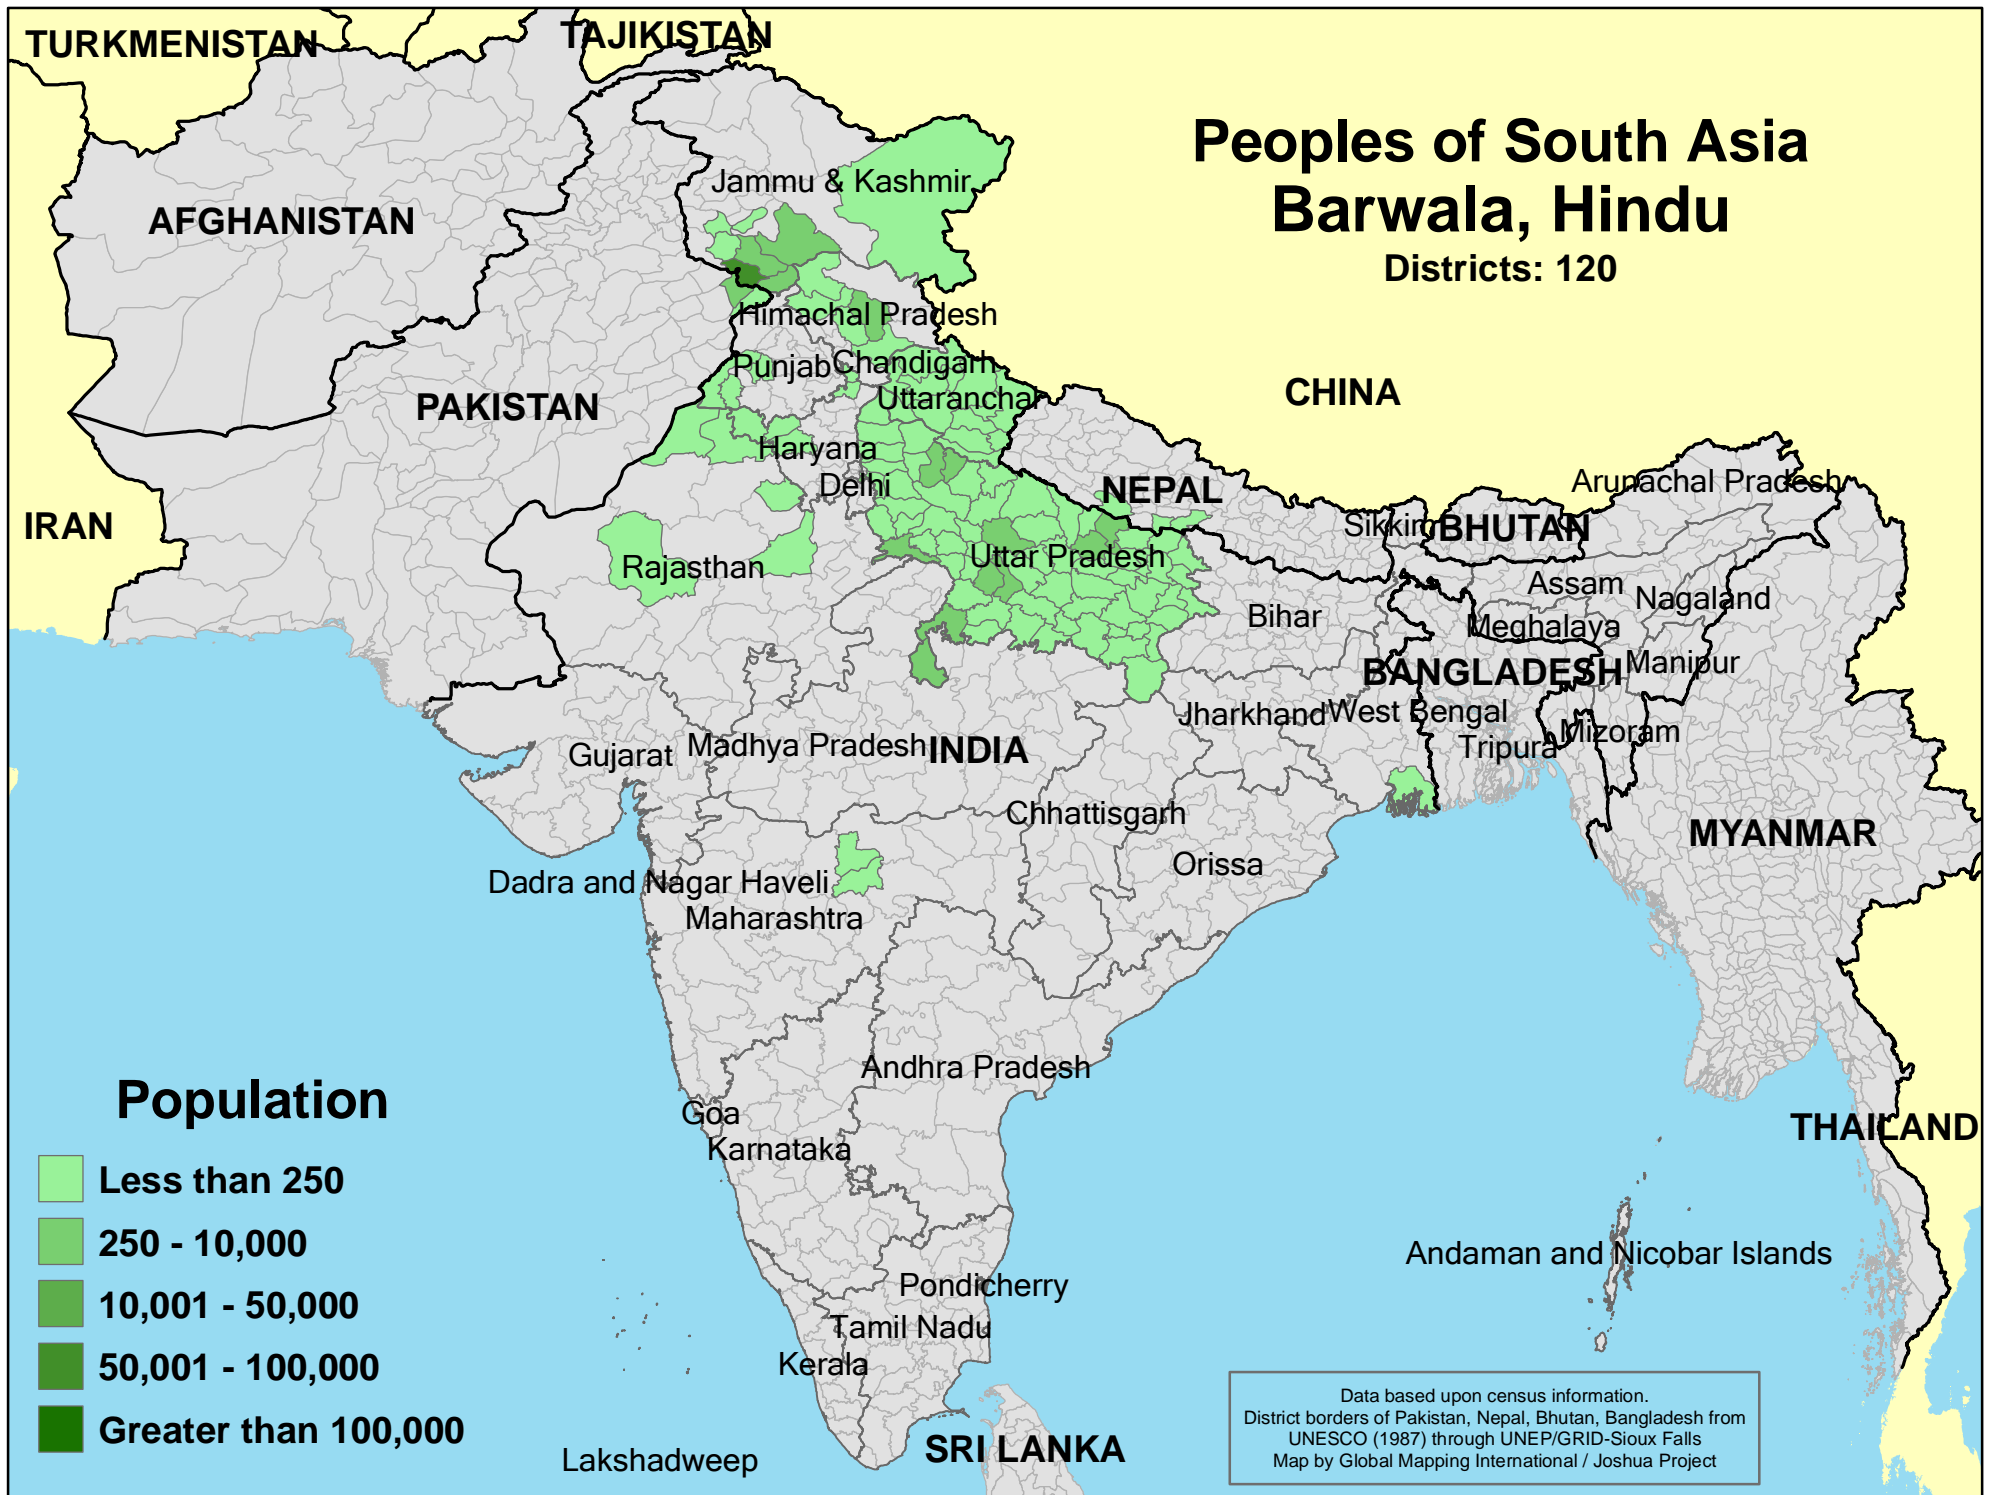 TURKMENISTAN
TAJIKISTAN
Peoples of South Asia
Barwala, Hindu
Districts: 120
Jammu & Kashmir
AFGHANISTAN
Himachal Pradesh
Punjab
Chandigarh
CHINA
PAKISTAN
Uttaranchal
Haryana
Delhi
NEPAL
Arunachal Pradesh
IRAN
Sikkim
BHUTAN
Rajasthan
Uttar Pradesh
Assam
Nagaland
Bihar
Meghalaya
BANGLADESH
Manipur
Jharkhand
West Bengal
Gujarat
Madhya Pradesh
INDIA
Tripura
Mizoram
Chhattisgarh
MYANMAR
Orissa
Dadra and Nagar Haveli
Maharashtra
Andhra Pradesh
Population
Goa
Karnataka
THAILAND
Less than 250
250 - 10,000
10,001 - 50,000
50,001 - 100,000
Greater than 100,000
Andaman and Nicobar Islands
Pondicherry
Tamil Nadu
Kerala
Lakshadweep
SRI LANKA
Data based upon census information.
District borders of Pakistan, Nepal, Bhutan, Bangladesh from
UNESCO (1987) through UNEP/GRID-Sioux Falls
Map by Global Mapping International / Joshua Project